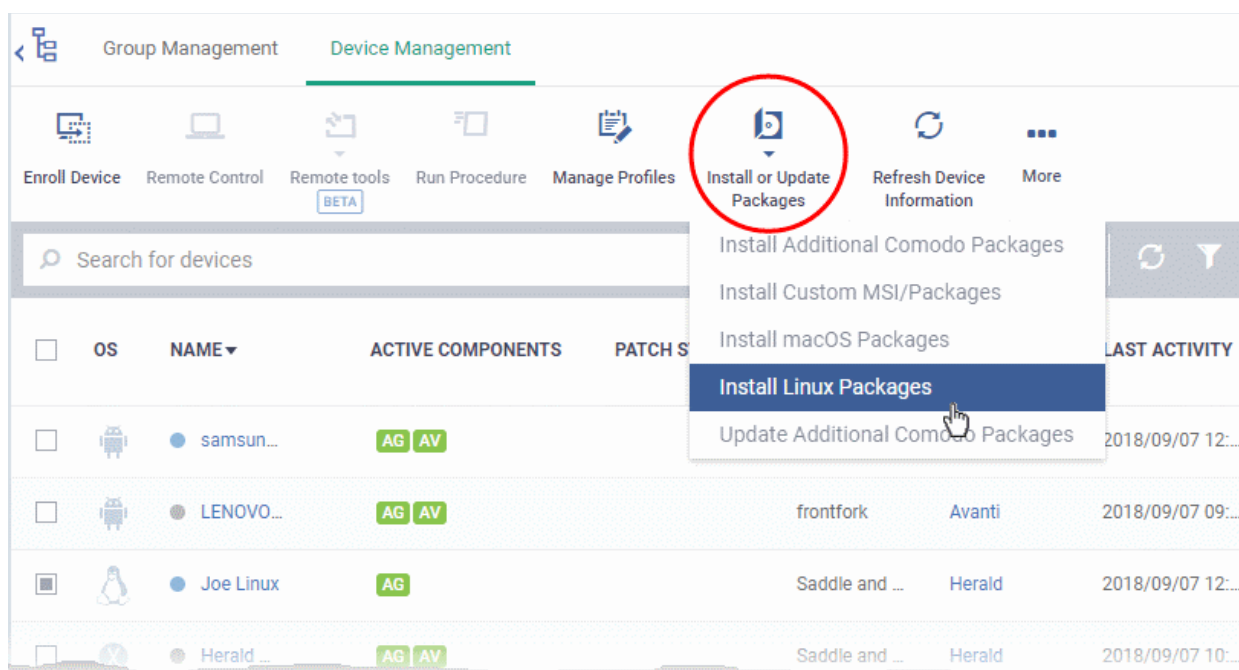 Group Management
Device Management
Enroll Device
Remote Control
Remote tools
BETA
Run Procedure
Manage Profiles
Install or Update
Packages
Refresh Device
Information
More
Search for devices
Install Additional Comodo Packages
Install Custom MSI/Packages
Install macOS Packages
Install Linux Packages
Update Additional Comodo Packages
OS NAME ACTIVE COMPONENTS PATCH S LAST ACTIVITY
samsun... AG AV 2018/09/07 12:...
LENOVO... AG AV frontfork Avanti 2018/09/07 09:...
Joe Linux AG Saddle and ... Herald 2018/09/07 12:...
Herald ... AG AV Saddle and ... Herald 2018/09/07 10:...